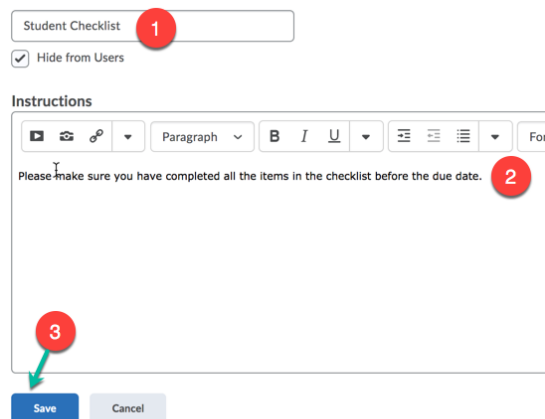 Student Checklist 1
Hide from Users
Instructions
Paragraph B I U For
Please make sure you have completed all the items in the checklist before the due date. 2
3
Save Cancel